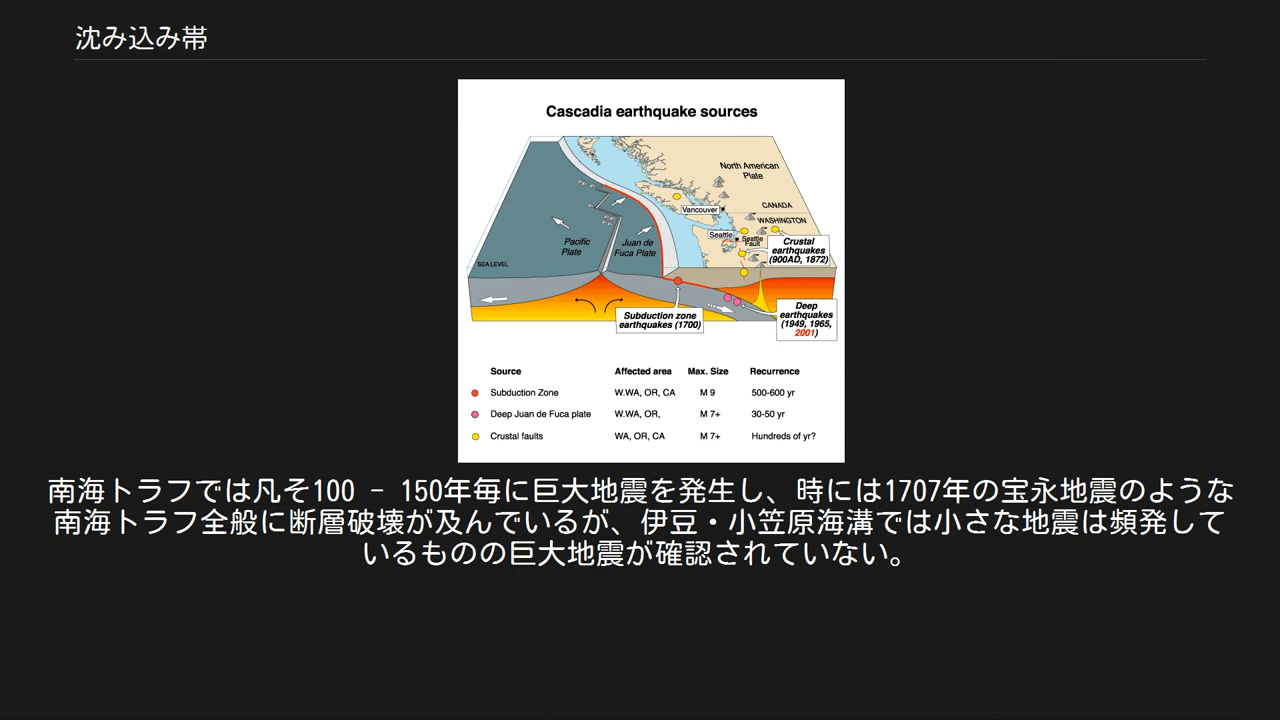 沈み込み帯
Cascadia earthquake sources
North American
Plate
CANADA
Vancouver
WASHINGTON
Seattle
Seattle
Fault
Crustal
earthquakes
(900AD, 1872)
Pacific
Plate
Juan de
Fuca Plate
SEA LEVEL
Subduction zone
earthquakes (1700)
Deep
earthquakes
(1949, 1965,
2001)
Source Affected area Max. Size Recurrence
Subduction Zone W.WA, OR, CA M 9 500-600 yr
Deep Juan de Fuca plate W.WA, OR, M 7+ 30-50 yr
Crustal faults WA, OR, CA M 7+ Hundreds of yr?
南海トラフでは凡そ100 - 150年毎に巨大地震を発生し、時には1707年の宝永地震のような
南海トラフ全般に断層破壊が及んでいるが、伊豆・小笠原海溝では小さな地震は頻発して
いるものの巨大地震が確認されていない。